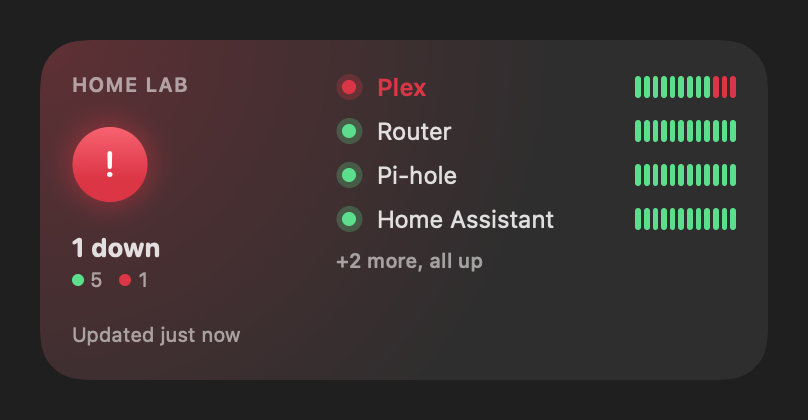 HOME LAB
!
1 down
5 1
Updated just now
Plex
Router
Pi-hole
Home Assistant
+2 more, all up